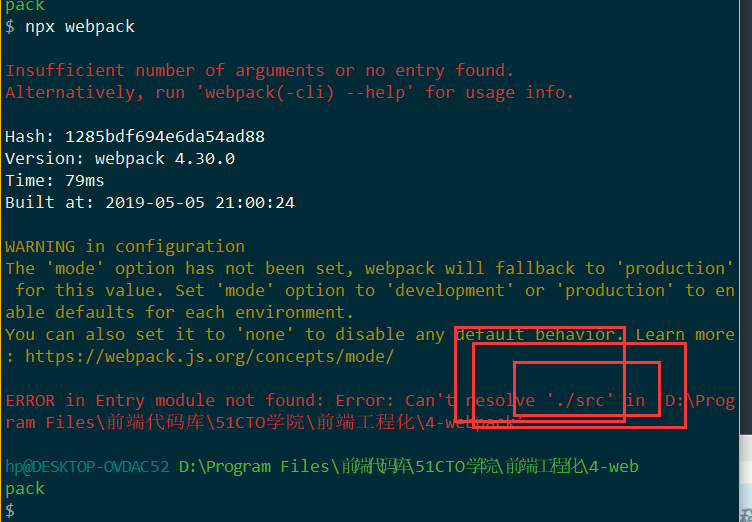 pack
$ npx webpack
Insufficient number of arguments or no entry found.
Alternatively, run 'webpack(-cli) --help' for usage info.
Hash: 1285bdf694e6da54ad88
Version: webpack 4.30.0
Time: 79ms
Built at: 2019-05-05 21:00:24
WARNING in configuration
The 'mode' option has not been set, webpack will fallback to 'production'
 for this value. Set 'mode' option to 'development' or 'production' to en
able defaults for each environment.
You can also set it to 'none' to disable any default behavior. Learn more
: https://webpack.js.org/concepts/mode/
ERROR in Entry module not found: Error: Can't resolve './src' in 'D:\Prog
ram Files\前端代码库\51CTO学院\前端工程化\4-webpack'
hp@DESKTOP-OVDAC52 D:\Program Files\前端代码库\51CTO学院\前端工程化\4-web
pack
$